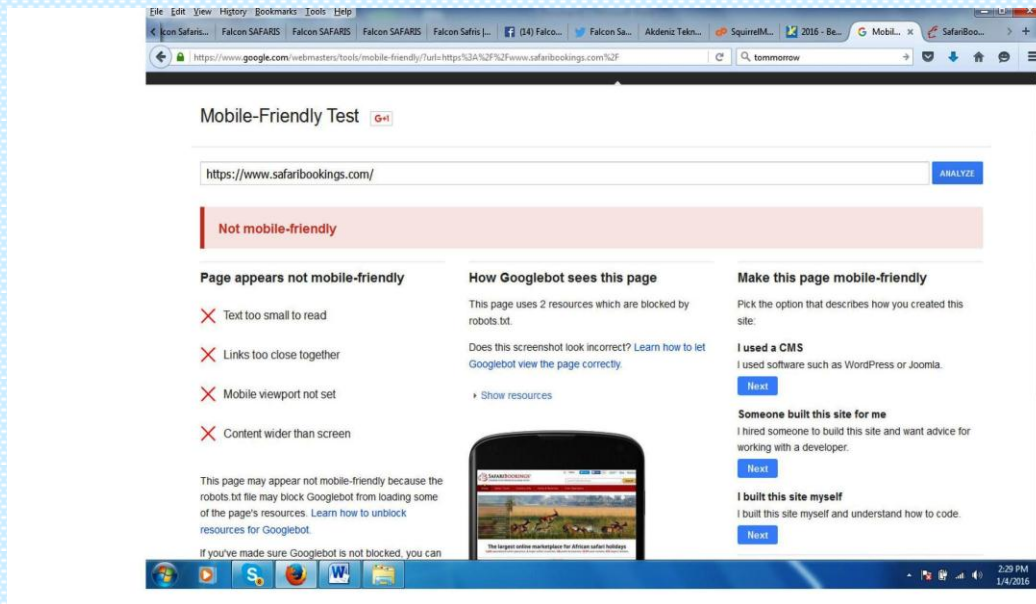 File Edit View History Bookmarks Tools Help
con Safaris... Falcon SAFARIS Falcon SAFARIS Falcon SAFARIS Falcon Safris |... (14) Falco... Falcon Sa... Akdeniz Tekn... SquirrelM... 2016 - Be... Mobil... x SafariBoo...
https://www.google.com/webmasters/tools/mobile-friendly/?url=https%3A%2F%2Fwww.safaribookings.com%2F tommorrow
Mobile-Friendly Test G+1
https://www.safaribookings.com/ ANALYZE
Not mobile-friendly
Page appears not mobile-friendly
Text too small to read
Links too close together
Mobile viewport not set
Content wider than screen
This page may appear not mobile-friendly because the
robots.txt file may block Googlebot from loading some
of the page's resources. Learn how to unblock
resources for Googlebot.
If you've made sure Googlebot is not blocked, you can
How Googlebot sees this page
This page uses 2 resources which are blocked by
robots.txt.
Does this screenshot look incorrect? Learn how to let
Googlebot view the page correctly.
Show resources
SAFARIBOOKINGS
The largest online marketplace for African safari holidays
Make this page mobile-friendly
Pick the option that describes how you created this
site:
I used a CMS
I used software such as WordPress or Joomla.
Next
Someone built this site for me
I hired someone to build this site and want advice for
working with a developer.
Next
I built this site myself
I built this site myself and understand how to code.
Next
2:29 PM
1/4/2016